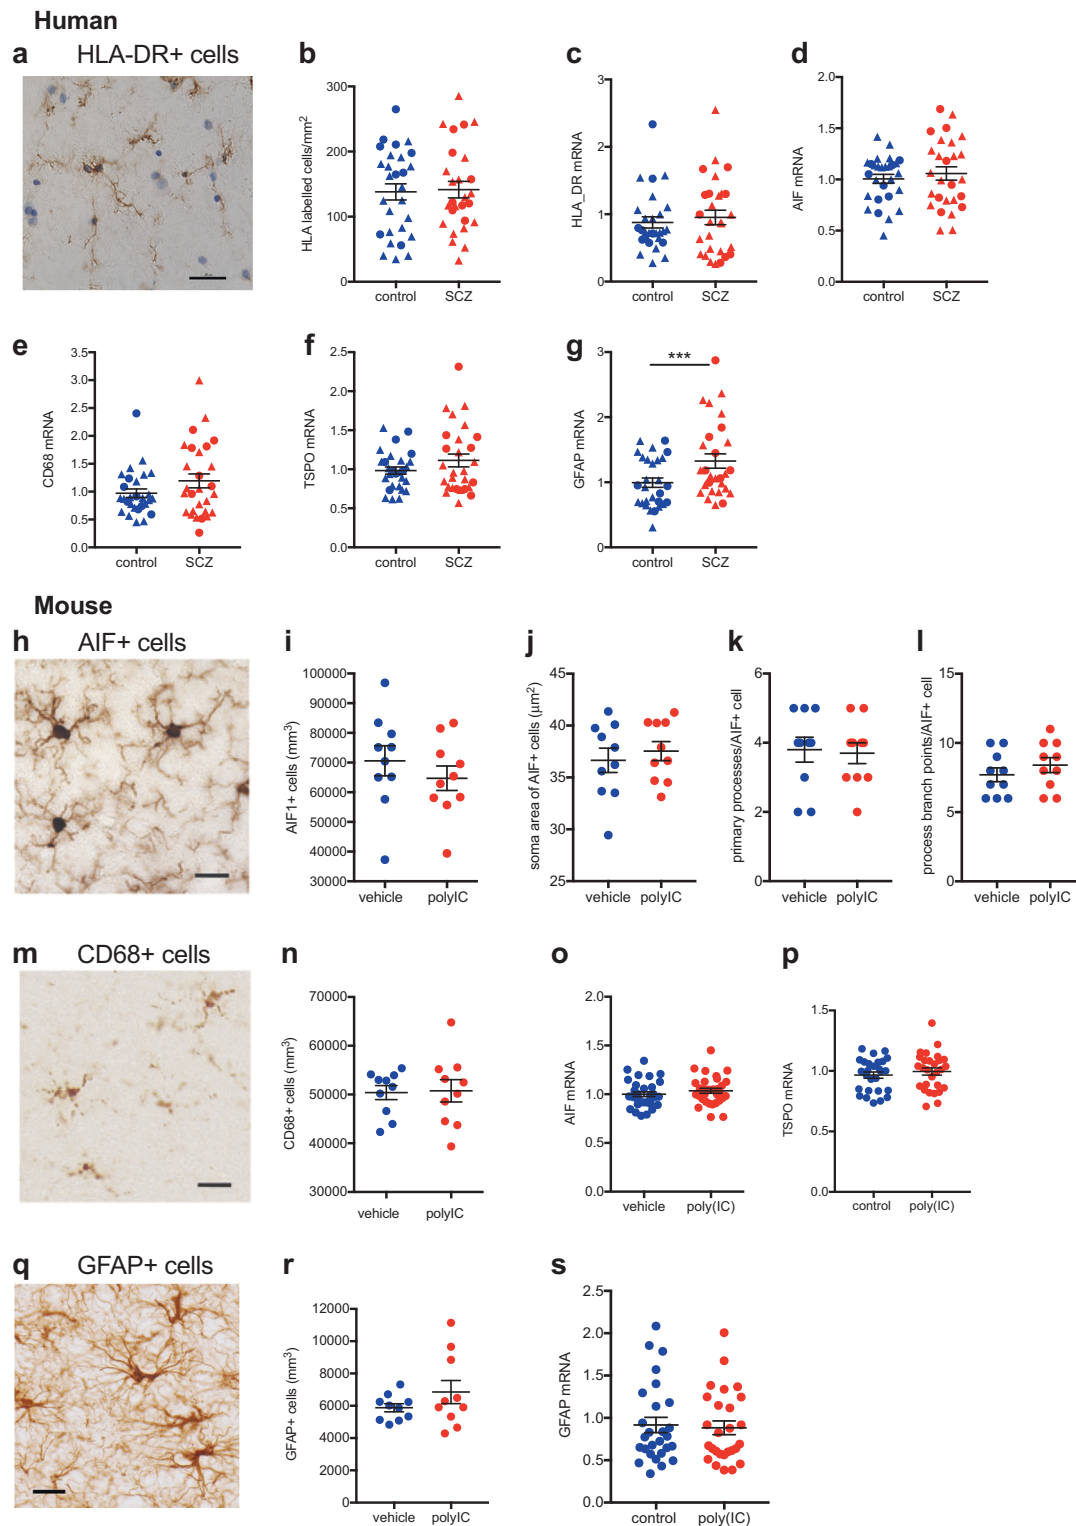 Human
a HLA-DR+ cells
b
HLA labelled cells/mm²
300
200
100
0
control SCZ
c
HLA_DR mRNA
3
2
1
0
control SCZ
d
AIF mRNA
2.0
1.5
1.0
0.5
0.0
control SCZ
e
CD68 mRNA
3.5
3.0
2.5
2.0
1.5
1.0
0.5
0.0
control SCZ
f
TSPO mRNA
2.5
2.0
1.5
1.0
0.5
0.0
control SCZ
g
GFAP mRNA
3
2
1
0
***
control SCZ
Mouse
h AIF+ cells
i
AIF1+ cells (mm³)
100000
90000
80000
70000
60000
50000
40000
30000
vehicle polyIC
j
soma area of AIF+ cells (µm²)
45
40
35
30
25
vehicle polyIC
k
primary processes/AIF+ cell
6
4
2
0
vehicle polyIC
l
process branch points/AIF+ cell
15
10
5
0
vehicle polyIC
m CD68+ cells
n
CD68+ cells (mm³)
70000
60000
50000
40000
30000
vehicle polyIC
o
AIF mRNA
2.0
1.5
1.0
0.5
0.0
vehicle poly(IC)
p
TSPO mRNA
1.5
1.0
0.5
0.0
control poly(IC)
q GFAP+ cells
r
GFAP+ cells (mm³)
12000
10000
8000
6000
4000
2000
0
vehicle polyIC
s
GFAP mRNA
2.5
2.0
1.5
1.0
0.5
0.0
control poly(IC)